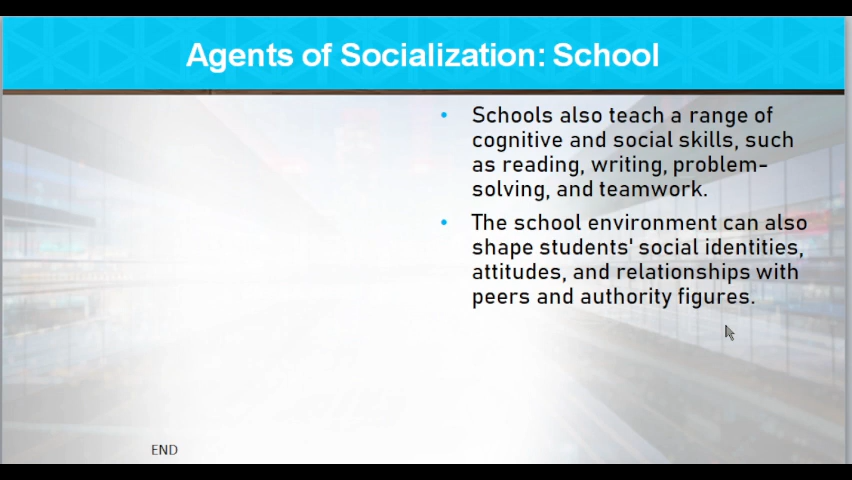 Agents of Socialization: School
• Schools also teach a range of
cognitive and social skills, such
as reading, writing, problem-
solving, and teamwork.
• The school environment can also
shape students' social identities,
attitudes, and relationships with
peers and authority figures.
END